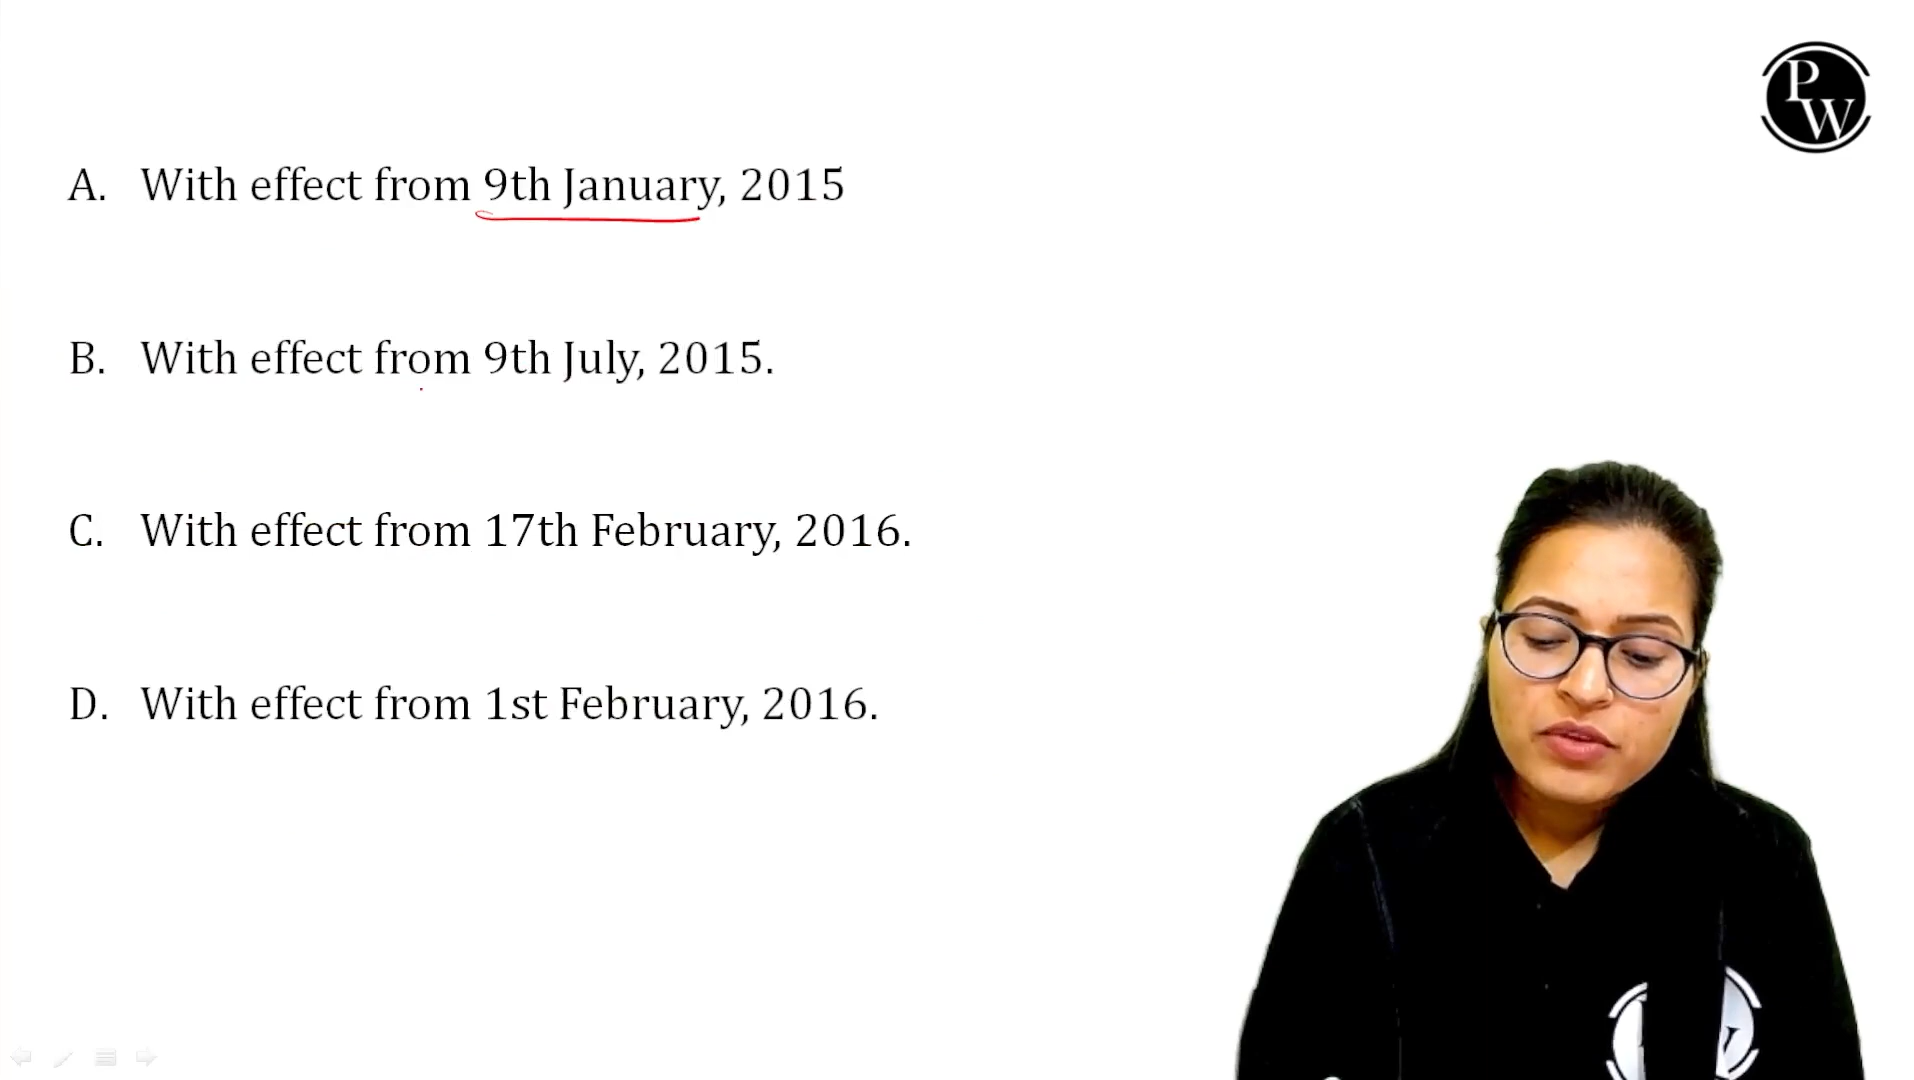 PW
A. With effect from 9th January, 2015
B. With effect from 9th July, 2015.
C. With effect from 17th February, 2016.
D. With effect from 1st February, 2016.